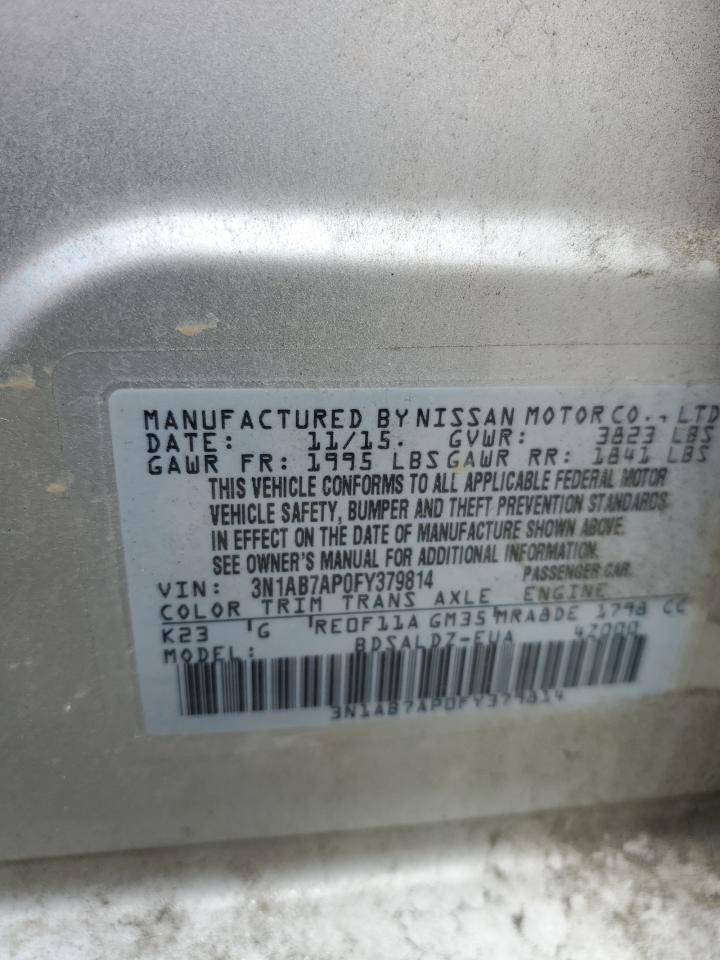 MANUFACTURED BY NISSAN MOTOR CO., LTD
DATE: 11/15. GVWR: 3823 LBS
GAWR FR: 1995 LBS GAWR RR: 1841 LBS
THIS VEHICLE CONFORMS TO ALL APPLICABLE FEDERAL MOTOR
VEHICLE SAFETY, BUMPER AND THEFT PREVENTION STANDARDS
IN EFFECT ON THE DATE OF MANUFACTURE SHOWN ABOVE.
SEE OWNER'S MANUAL FOR ADDITIONAL INFORMATION.
VIN: 3N1AB7AP0FY379814 PASSENGER CAR.
COLOR TRIM TRANS AXLE ENGINE
K23 G RE0F11A GM35 MRA8DE 1798 CC
MODEL: BDSALDZ-EUA 42000
3N1AB7AP0FY379814